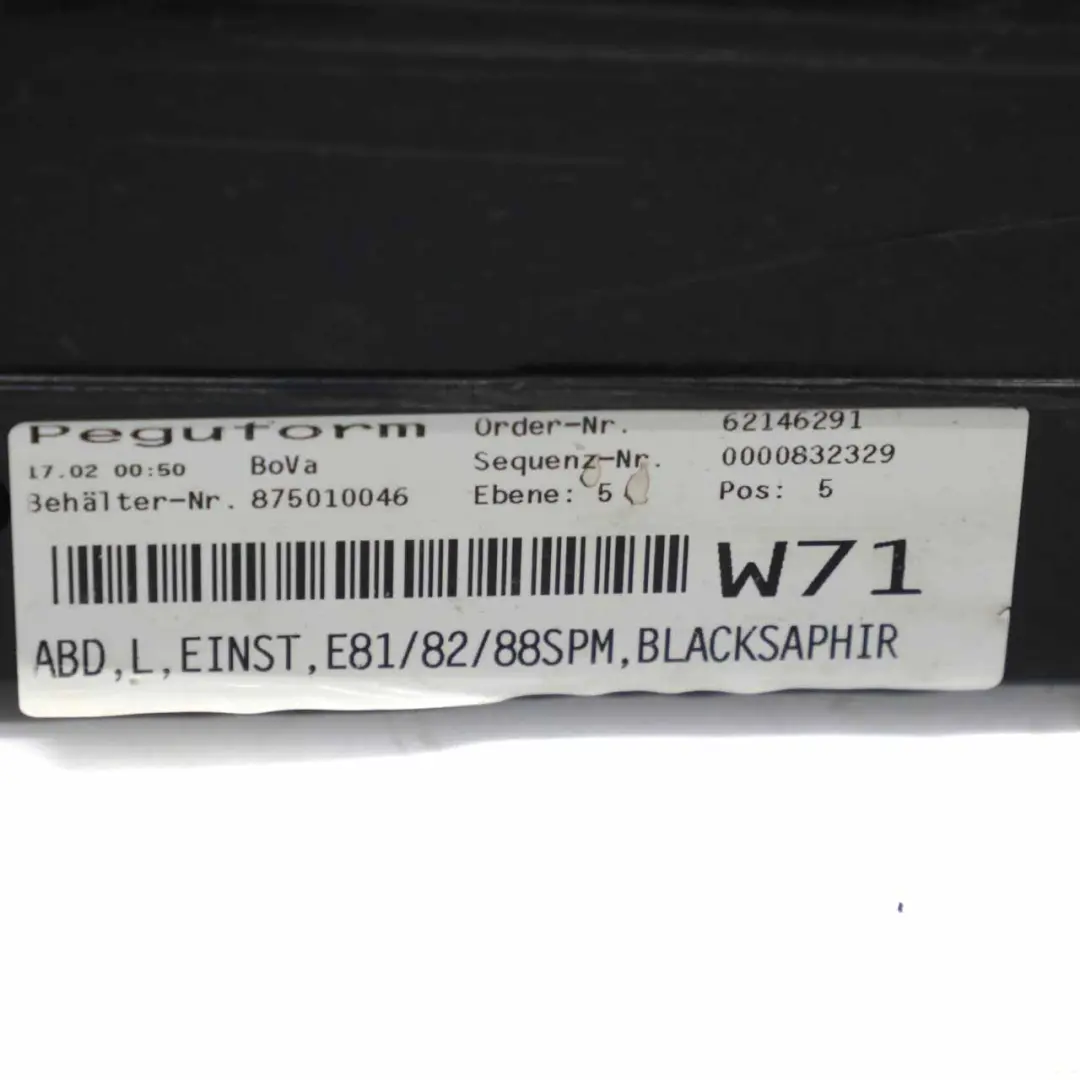 Peguform Order-Nr. 62146291
17.02 00:50 BoVa Sequenz-Nr. 0000832329
Behälter-Nr. 875010046 Ebene: 5 Pos: 5
W71
ABD,L,EINST,E81/82/88SPM,BLACKSAPHIR